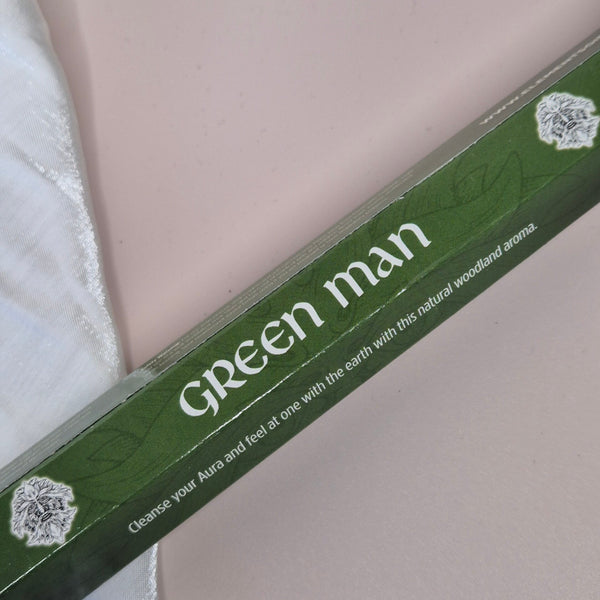 GREEN MAN
Cleanse your Aura and feel at one with the earth with this natural woodland aroma.